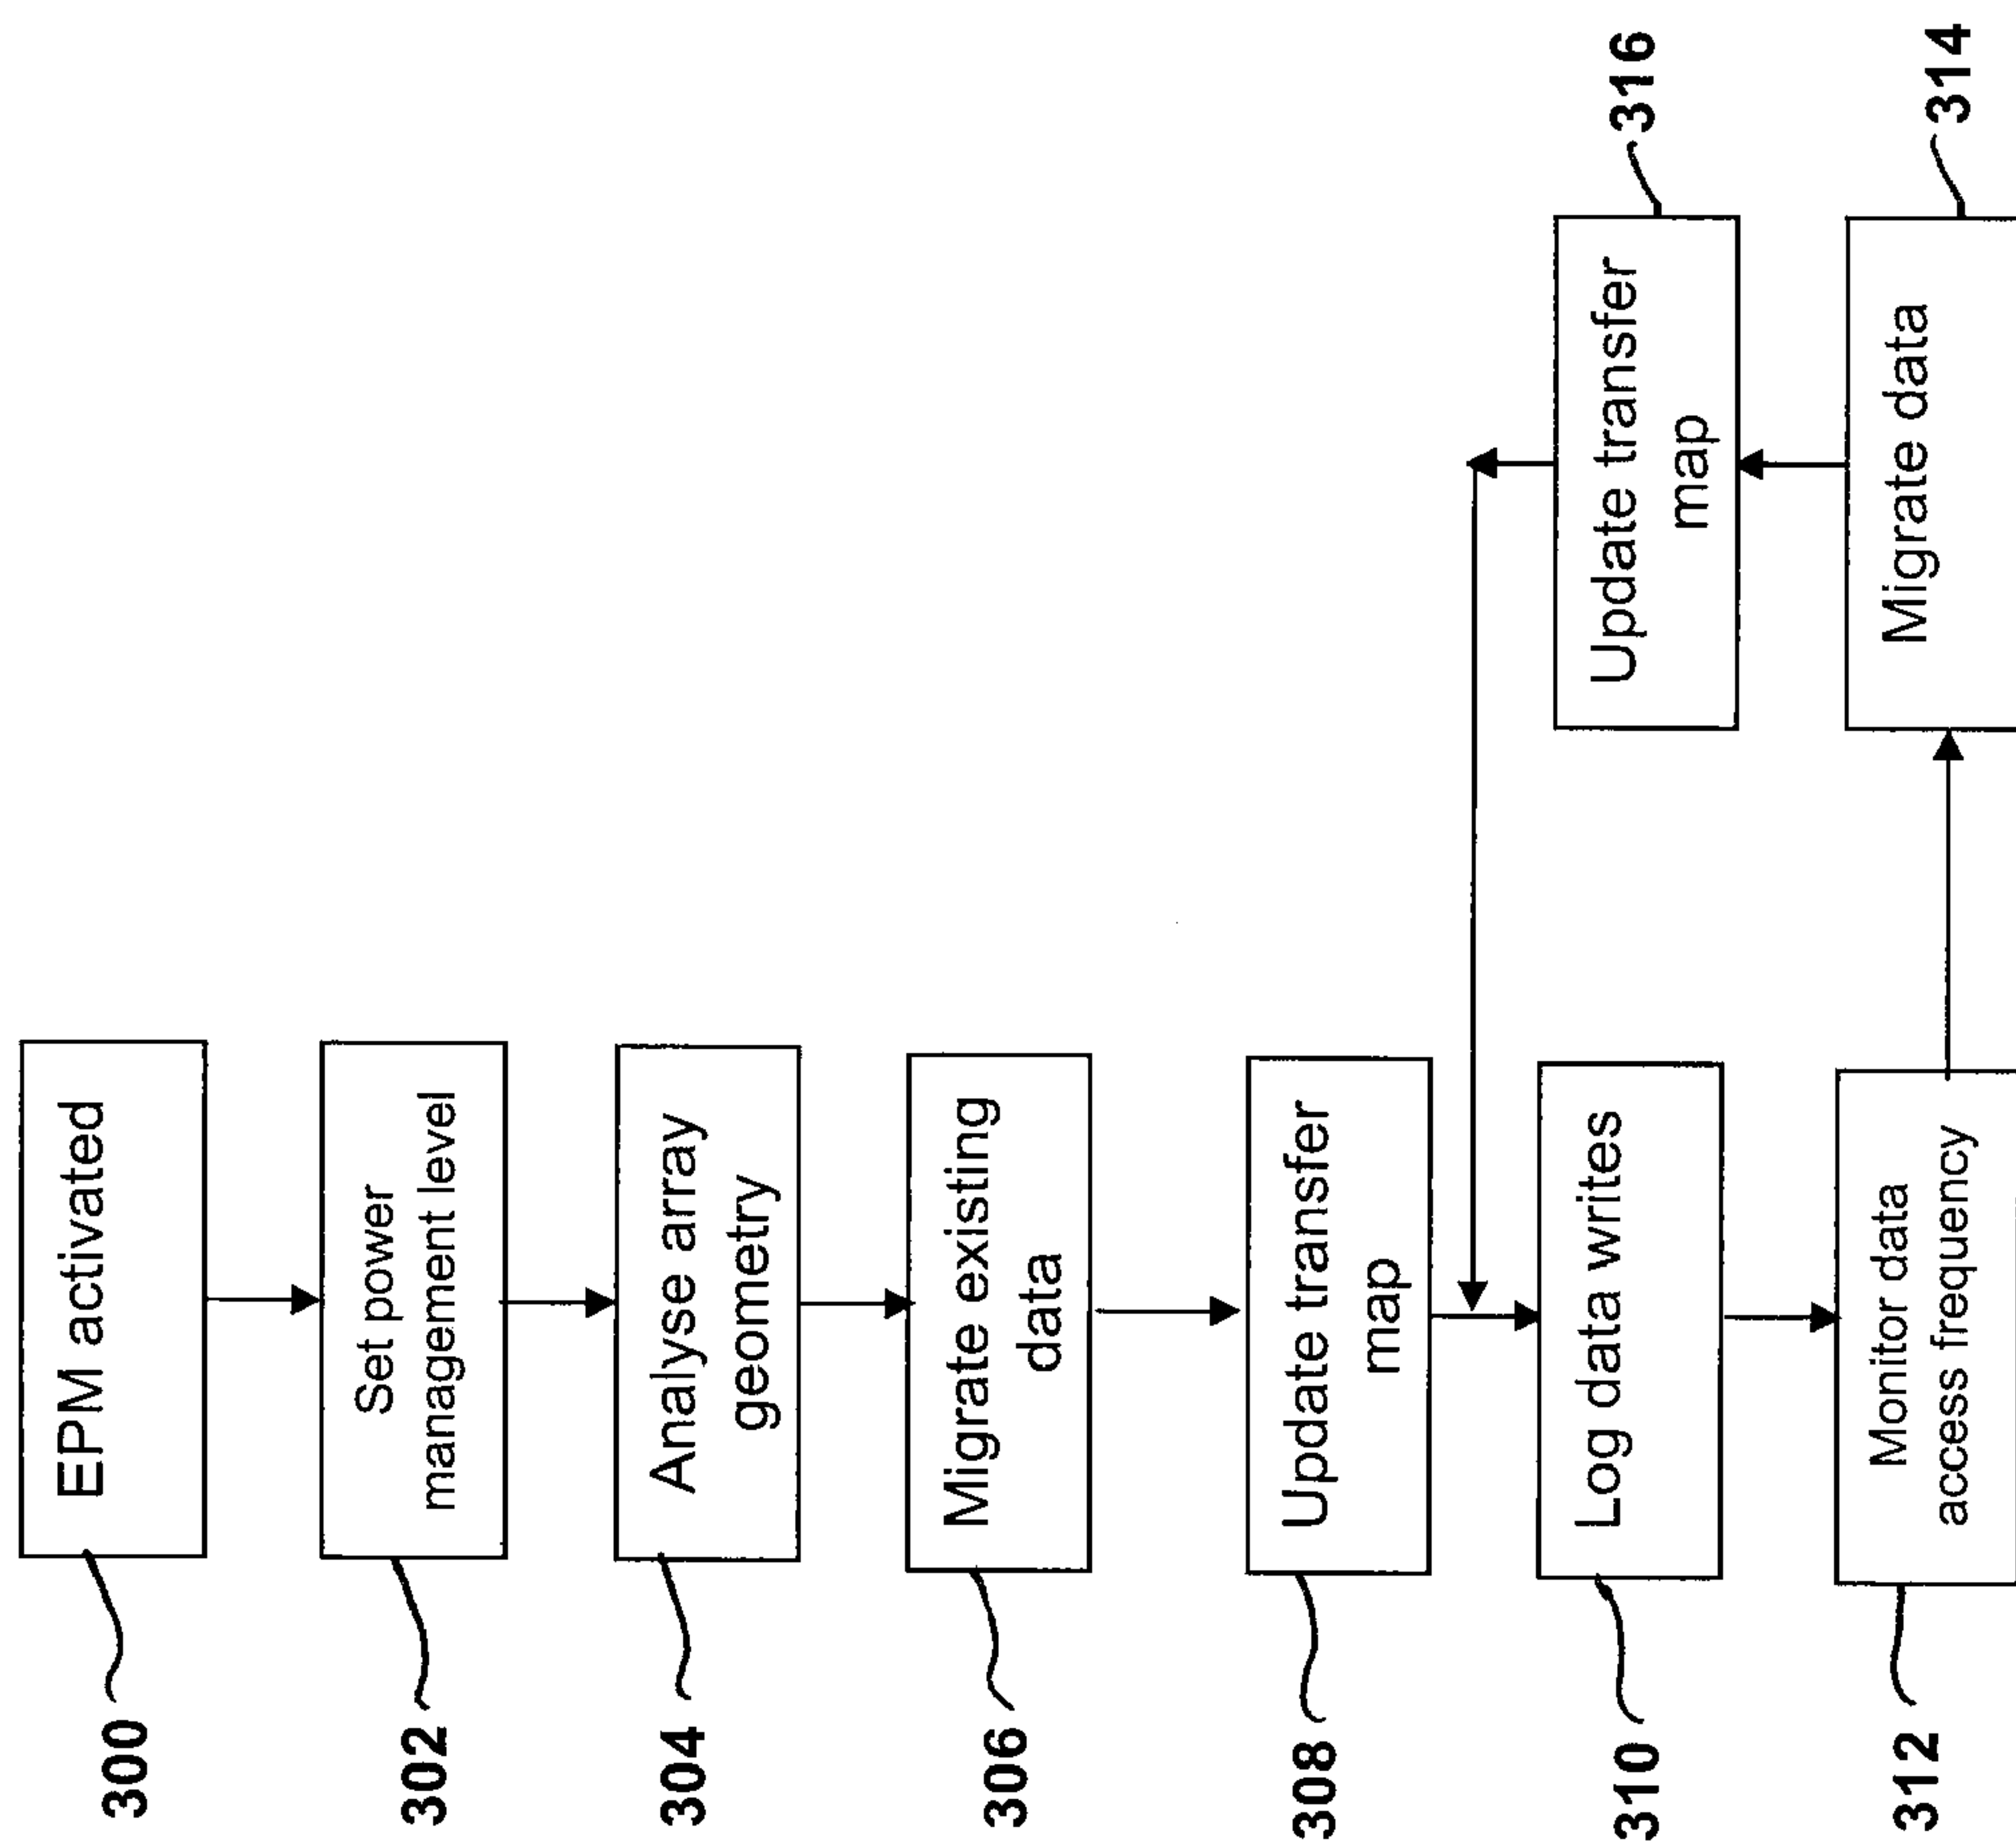 300
EPM activated
302
Set power
management level
304
Analyse array
geometry
306
Migrate existing
data
308
Update transfer
map
310
Log data writes
312
Monitor data
access frequency
314
Migrate data
316
Update transfer
map